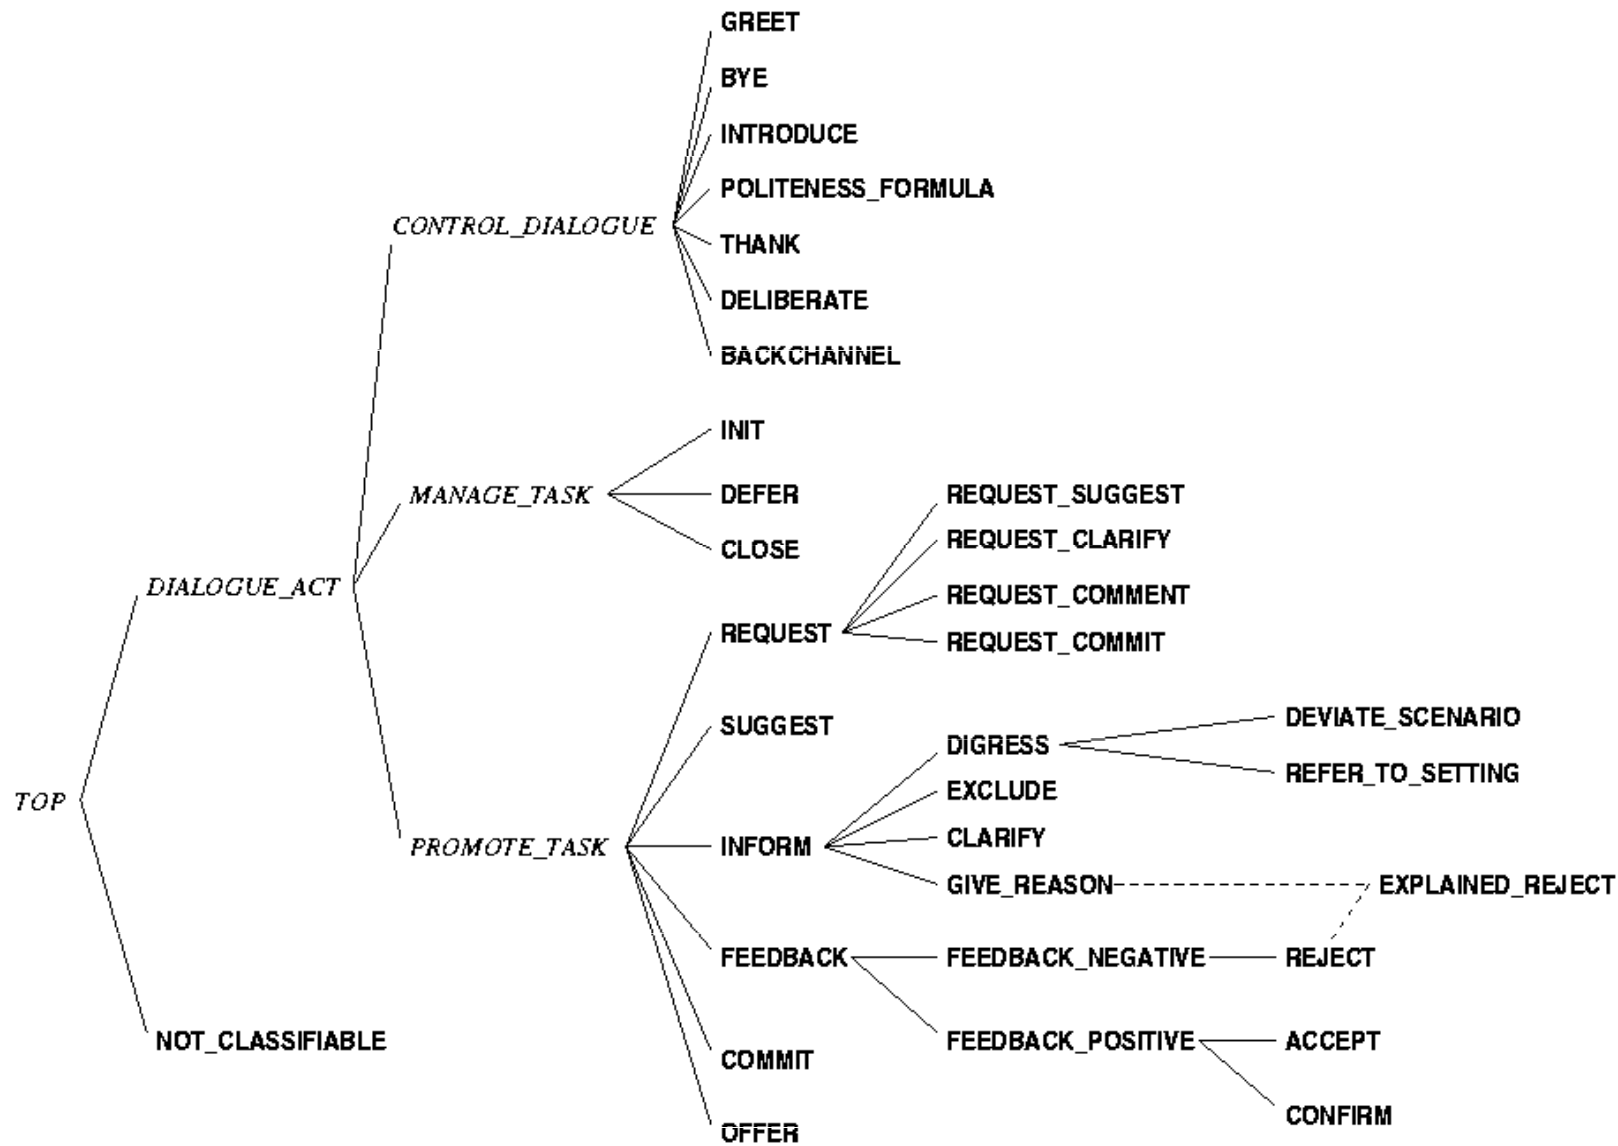 GREET
BYE
INTRODUCE
POLITENESS_FORMULA
CONTROL_DIALOGUE
THANK
DELIBERATE
BACKCHANNEL
INIT
MANAGE_TASK
DEFER
REQUEST_SUGGEST
REQUEST_CLARIFY
CLOSE
DIALOGUE_ACT
REQUEST_COMMENT
REQUEST
REQUEST_COMMIT
SUGGEST
DEVIATE_SCENARIO
DIGRESS
REFER_TO_SETTING
TOP
EXCLUDE
CLARIFY
PROMOTE_TASK
INFORM
GIVE_REASON
EXPLAINED_REJECT
FEEDBACK
FEEDBACK_NEGATIVE
REJECT
NOT_CLASSIFIABLE
FEEDBACK_POSITIVE
ACCEPT
COMMIT
CONFIRM
OFFER